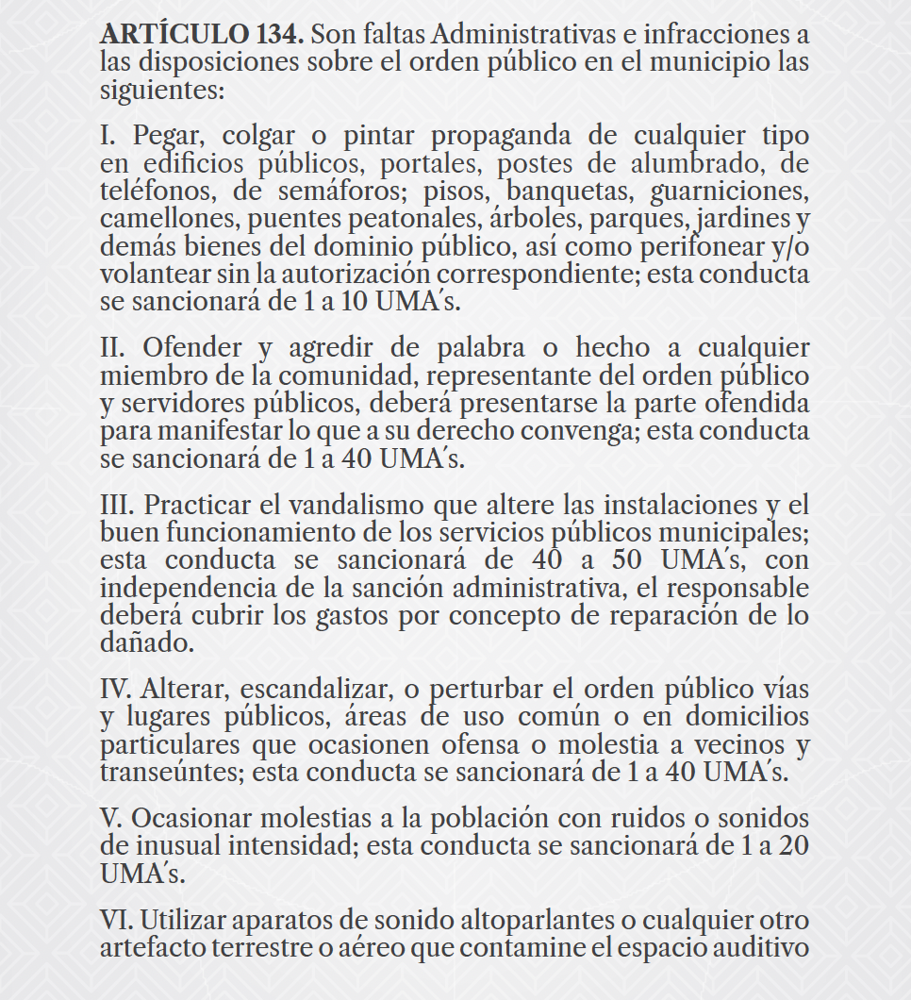 ARTÍCULO 134. Son faltas Administrativas e infracciones a
las disposiciones sobre el orden público en el municipio las
siguientes:
I. Pegar, colgar o pintar propaganda de cualquier tipo
en edificios públicos, portales, postes de alumbrado, de
teléfonos, de semáforos; pisos, banquetas, guarniciones,
camellones, puentes peatonales, árboles, parques, jardines y
demás bienes del dominio público, así como perifonear y/o
volantear sin la autorización correspondiente; esta conducta
se sancionará de 1 a 10 UMA´s.
II. Ofender y agredir de palabra o hecho a cualquier
miembro de la comunidad, representante del orden público
y servidores públicos, deberá presentarse la parte ofendida
para manifestar lo que a su derecho convenga; esta conducta
se sancionará de 1 a 40 UMA´s.
III. Practicar el vandalismo que altere las instalaciones y el
buen funcionamiento de los servicios públicos municipales;
esta conducta se sancionará de 40 a 50 UMA´s, con
independencia de la sanción administrativa, el responsable
deberá cubrir los gastos por concepto de reparación de lo
dañado.
IV. Alterar, escandalizar, o perturbar el orden público vías
y lugares públicos, áreas de uso común o en domicilios
particulares que ocasionen ofensa o molestia a vecinos y
transeúntes; esta conducta se sancionará de 1 a 40 UMA´s.
V. Ocasionar molestias a la población con ruidos o sonidos
de inusual intensidad; esta conducta se sancionará de 1 a 20
UMA´s.
VI. Utilizar aparatos de sonido altoparlantes o cualquier otro
artefacto terrestre o aéreo que contamine el espacio auditivo